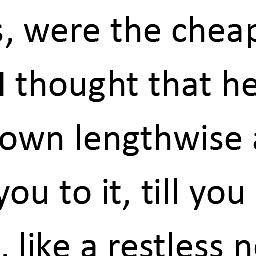 s, were the cheap
I thought that he
own lengthwise a
you to it, till you
, like a restless n